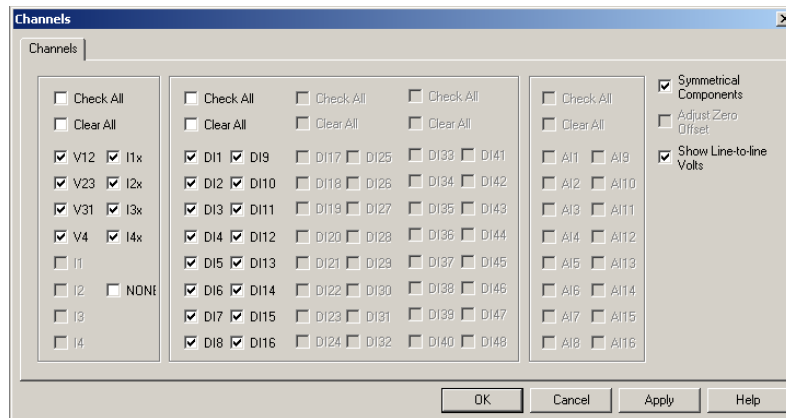 Channels
Channels
Check All Check All Check All Check All Check All Symmetrical Components
Clear All Clear All Clear All Clear All Clear All Adjust Zero Offset
V12 I1x DI1 DI9 DI17 DI25 DI33 DI41 AI1 AI9 Show Line-to-line Volts
V23 I2x DI2 DI10 DI18 DI26 DI34 DI42 AI2 AI10
V31 I3x DI3 DI11 DI19 DI27 DI35 DI43 AI3 AI11
V4 I4x DI4 DI12 DI20 DI28 DI36 DI44 AI4 AI12
I1 DI5 DI13 DI21 DI29 DI37 DI45 AI5 AI13
I2 NONE DI6 DI14 DI22 DI30 DI38 DI46 AI6 AI14
I3 DI7 DI15 DI23 DI31 DI39 DI47 AI7 AI15
I4 DI8 DI16 DI24 DI32 DI40 DI48 AI8 AI16
OK Cancel Apply Help